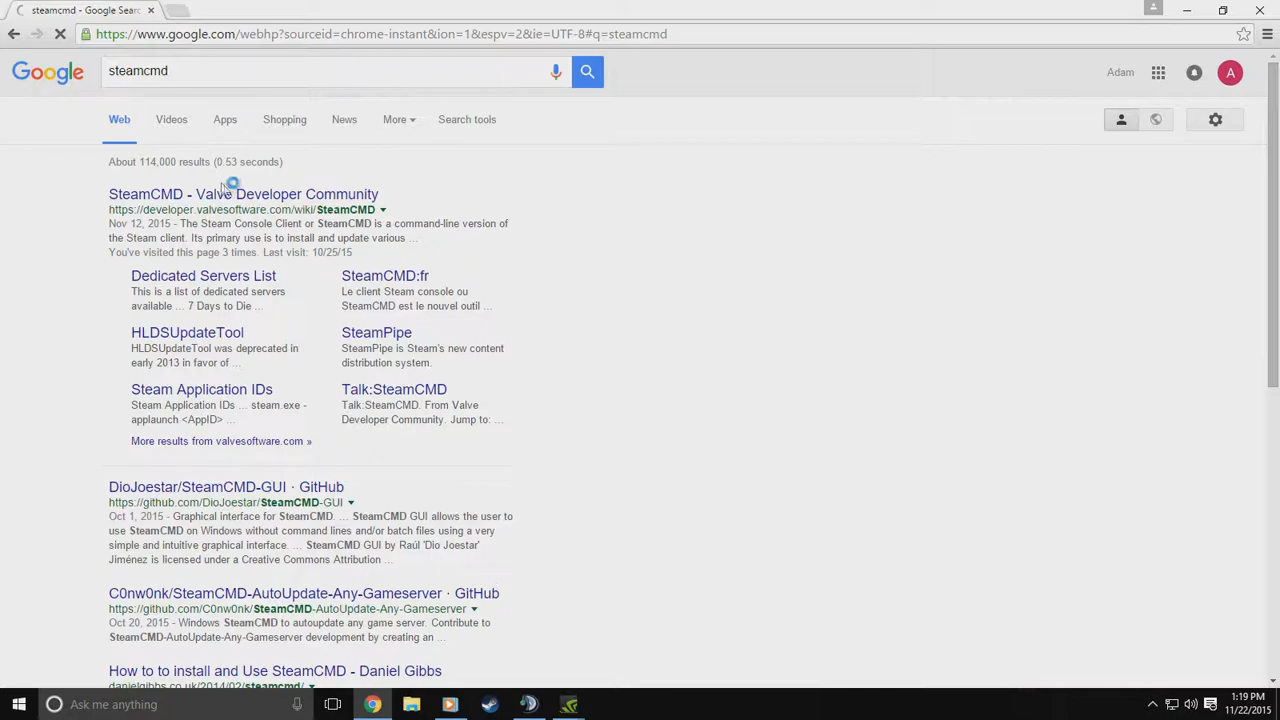 steamcmd - Google Sear
https://www.google.com/webhp?sourceid=chrome-instant&ion=1&espv=2&ie=UTF-8#q=steamcmd
Google
steamcmd
Adam
A
Web
Videos
Apps
Shopping
News
More
Search tools
About 114,000 results (0.53 seconds)
SteamCMD - Valve Developer Community
https://developer.valvesoftware.com/wiki/SteamCMD
Nov 12, 2015 - The Steam Console Client or SteamCMD is a command-line version of
the Steam client. Its primary use is to install and update various ...
You've visited this page 3 times. Last visit: 10/25/15
Dedicated Servers List
This is a list of dedicated servers
available ... 7 Days to Die ...
SteamCMD:fr
Le client Steam console ou
SteamCMD est le nouvel outil ...
HLDSUpdateTool
HLDSUpdateTool was deprecated in
early 2013 in favor of ...
SteamPipe
SteamPipe is Steam's new content
distribution system.
Steam Application IDs
Steam Application IDs ... steam.exe -
applaunch <AppID> ...
Talk:SteamCMD
Talk:SteamCMD. From Valve
Developer Community. Jump to: ...
More results from valvesoftware.com »
DioJoestar/SteamCMD-GUI · GitHub
https://github.com/DioJoestar/SteamCMD-GUI
Oct 1, 2015 - Graphical interface for SteamCMD. ... SteamCMD GUI allows the user to
use SteamCMD on Windows without command lines and/or batch files using a very
simple and intuitive graphical interface. ... SteamCMD GUI by Raúl 'Dio Joestar'
Jiménez is licensed under a Creative Commons Attribution ...
C0nw0nk/SteamCMD-AutoUpdate-Any-Gameserver · GitHub
https://github.com/C0nw0nk/SteamCMD-AutoUpdate-Any-Gameserver
Oct 20, 2015 - Windows SteamCMD to autoupdate any game server. Contribute to
SteamCMD-AutoUpdate-Any-Gameserver development by creating an ...
How to to install and Use SteamCMD - Daniel Gibbs
danielgibbs.co.uk/2014/02/steamcmd/
Ask me anything
1:19 PM
11/22/2015